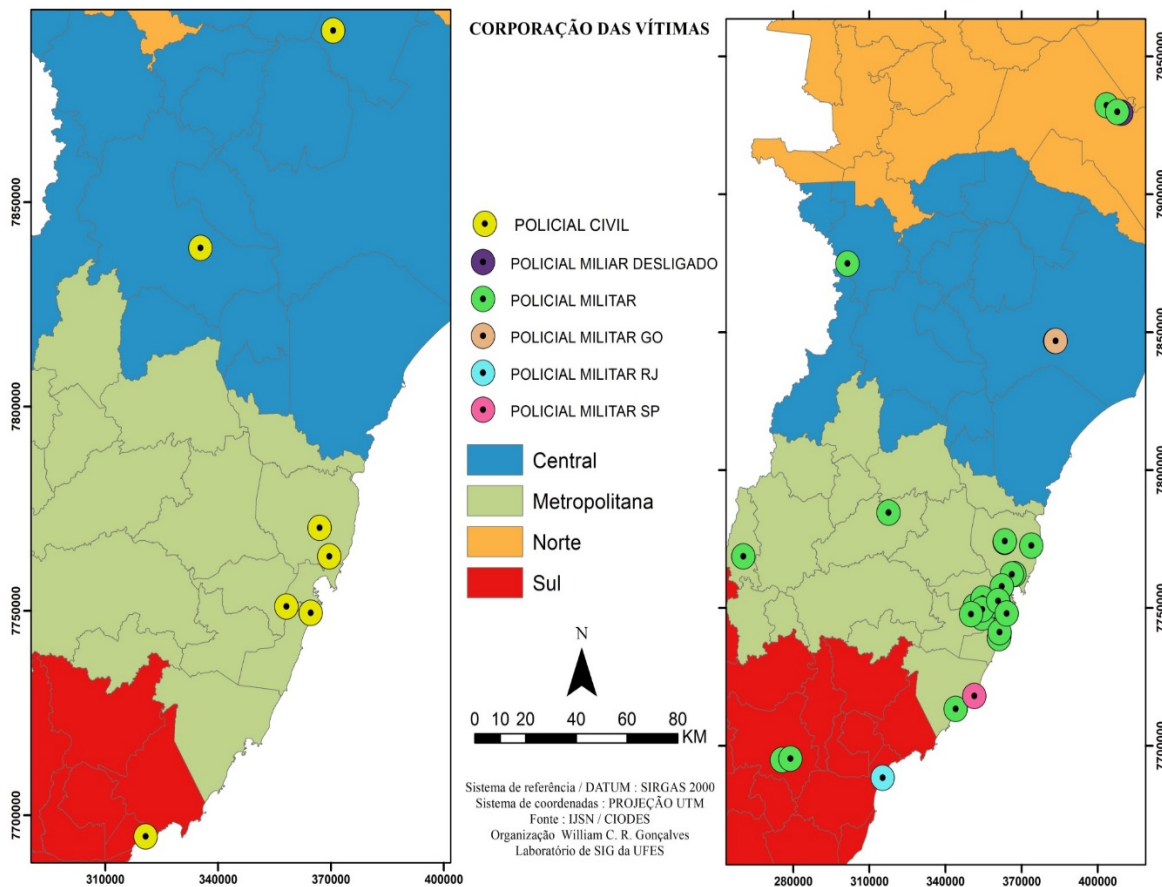 CORPORAÇÃO DAS VÍTIMAS
7850000
7800000
7750000
7700000
310000 340000 370000 400000
POLICIAL CIVIL
POLICIAL MILIAR DESLIGADO
POLICIAL MILITAR
POLICIAL MILITAR GO
POLICIAL MILITAR RJ
POLICIAL MILITAR SP
Central
Metropolitana
Norte
Sul
N
0 10 20 40 60 80
KM
Sistema de referência / DATUM : SIRGAS 2000
Sistema de coordenadas : PROJEÇÃO UTM
Fonte : IJSN / CIODES
Organização William C. R. Gonçalves
Laboratório de SIG da UFES
7950000
7900000
7850000
7800000
7750000
7700000
280000 310000 340000 370000 400000